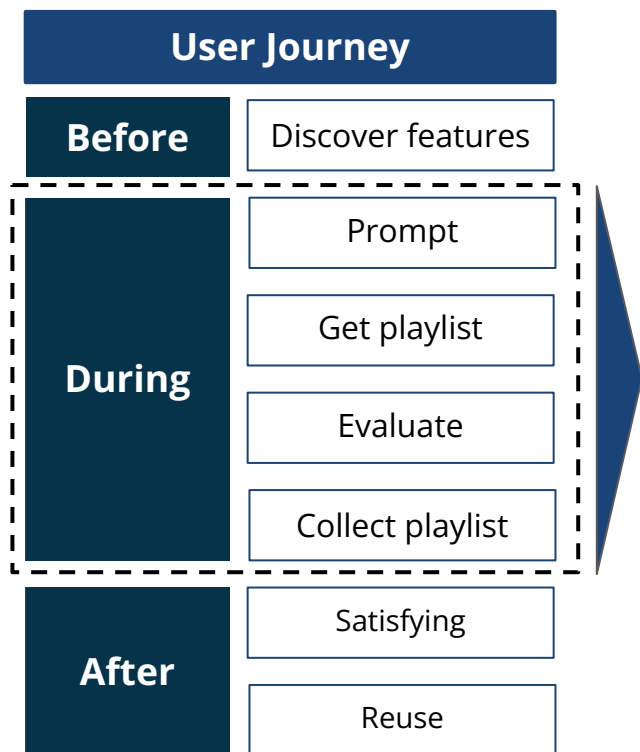 User Journey
Before
Discover features
During
Prompt
Get playlist
Evaluate
Collect playlist
After
Satisfying
Reuse